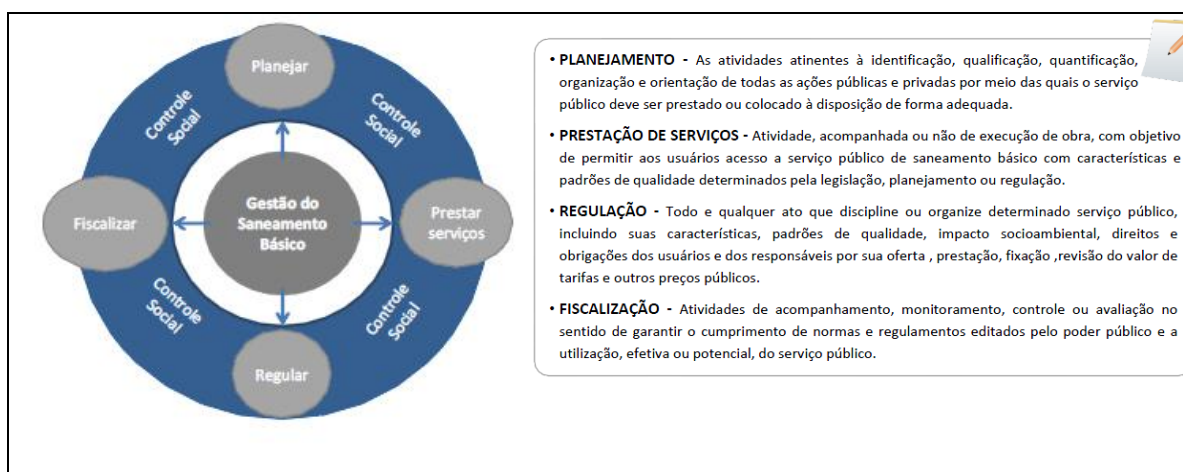 Planejar
Controle
Social
Controle
Social
Fiscalizar
Gestão do
Saneamento
Básico
Prestar
serviços
Controle
Social
Controle
Social
Regular
• PLANEJAMENTO - As atividades atinentes à identificação, qualificação, quantificação,
organização e orientação de todas as ações públicas e privadas por meio das quais o serviço
público deve ser prestado ou colocado à disposição de forma adequada.
• PRESTAÇÃO DE SERVIÇOS - Atividade, acompanhada ou não de execução de obra, com objetivo
de permitir aos usuários acesso a serviço público de saneamento básico com características e
padrões de qualidade determinados pela legislação, planejamento ou regulação.
• REGULAÇÃO - Todo e qualquer ato que discipline ou organize determinado serviço público,
incluindo suas características, padrões de qualidade, impacto socioambiental, direitos e
obrigações dos usuários e dos responsáveis por sua oferta , prestação, fixação ,revisão do valor de
tarifas e outros preços públicos.
• FISCALIZAÇÃO - Atividades de acompanhamento, monitoramento, controle ou avaliação no
sentido de garantir o cumprimento de normas e regulamentos editados pelo poder público e a
utilização, efetiva ou potencial, do serviço público.